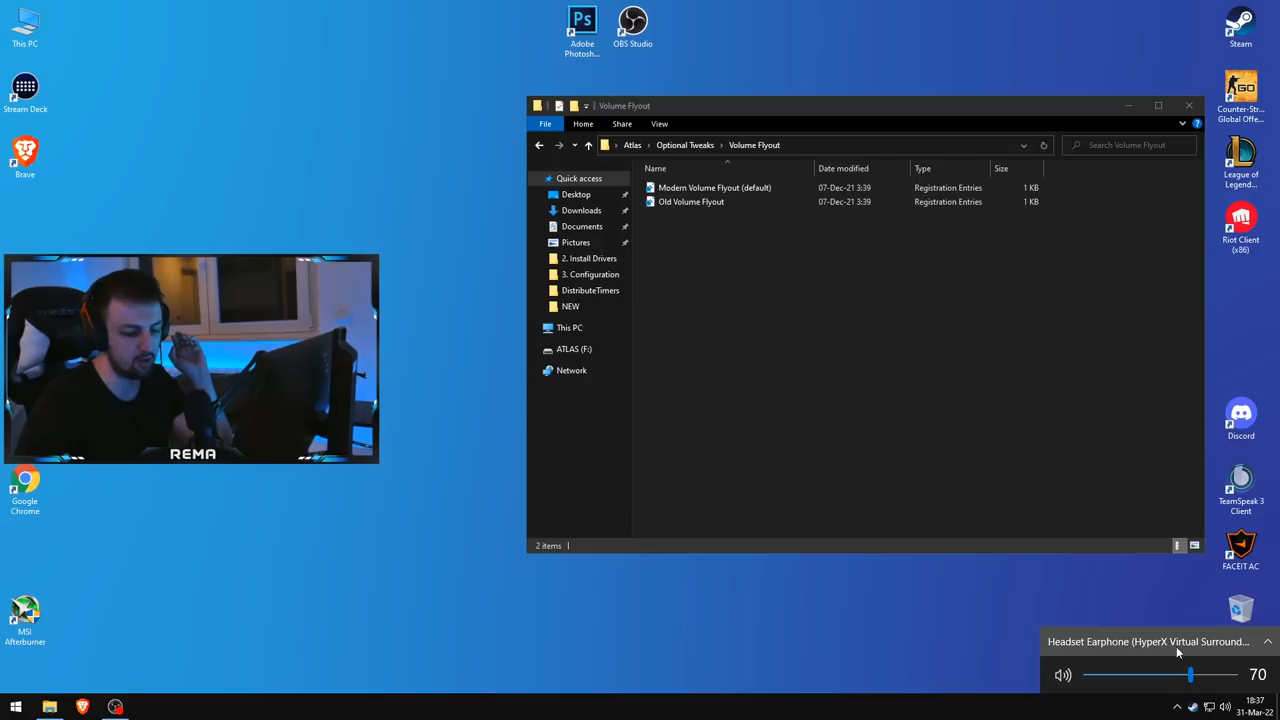 This PC
Stream Deck
Brave
Google
Chrome
MSI
Afterburner
Ps
Adobe
Photosh...
OBS Studio
Steam
GO
Counter-Str...
Global Offe...
League of
Legend...
Riot Client
(x86)
Discord
TeamSpeak 3
Client
FACEIT AC
Volume Flyout
File
Home
Share
View
Atlas
Optional Tweaks
Volume Flyout
Search Volume Flyout
Name
Date modified
Type
Size
Modern Volume Flyout (default)
07-Dec-21 3:39
Registration Entries
1 KB
Old Volume Flyout
07-Dec-21 3:39
Registration Entries
1 KB
Quick access
Desktop
Downloads
Documents
Pictures
2. Install Drivers
3. Configuration
DistributeTimers
NEW
This PC
ATLAS (F:)
Network
2 items
REMA
Headset Earphone (HyperX Virtual Surround...
70
18:37
31-Mar-22